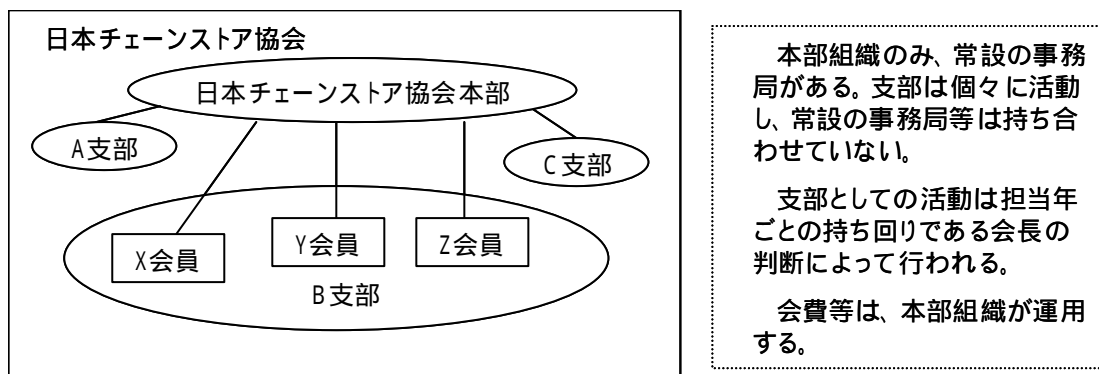 日本チェーンストア協会
日本チェーンストア協会本部
A支部
C支部
X会員
Y会員
Z会員
B支部
本部組織のみ、常設の事務
局がある。支部は個々に活動
し、常設の事務局等は持ち合
わせていない。
支部としての活動は担当年
ごとの持ち回りである会長の
判断によって行われる。
会費等は、本部組織が運用
する。